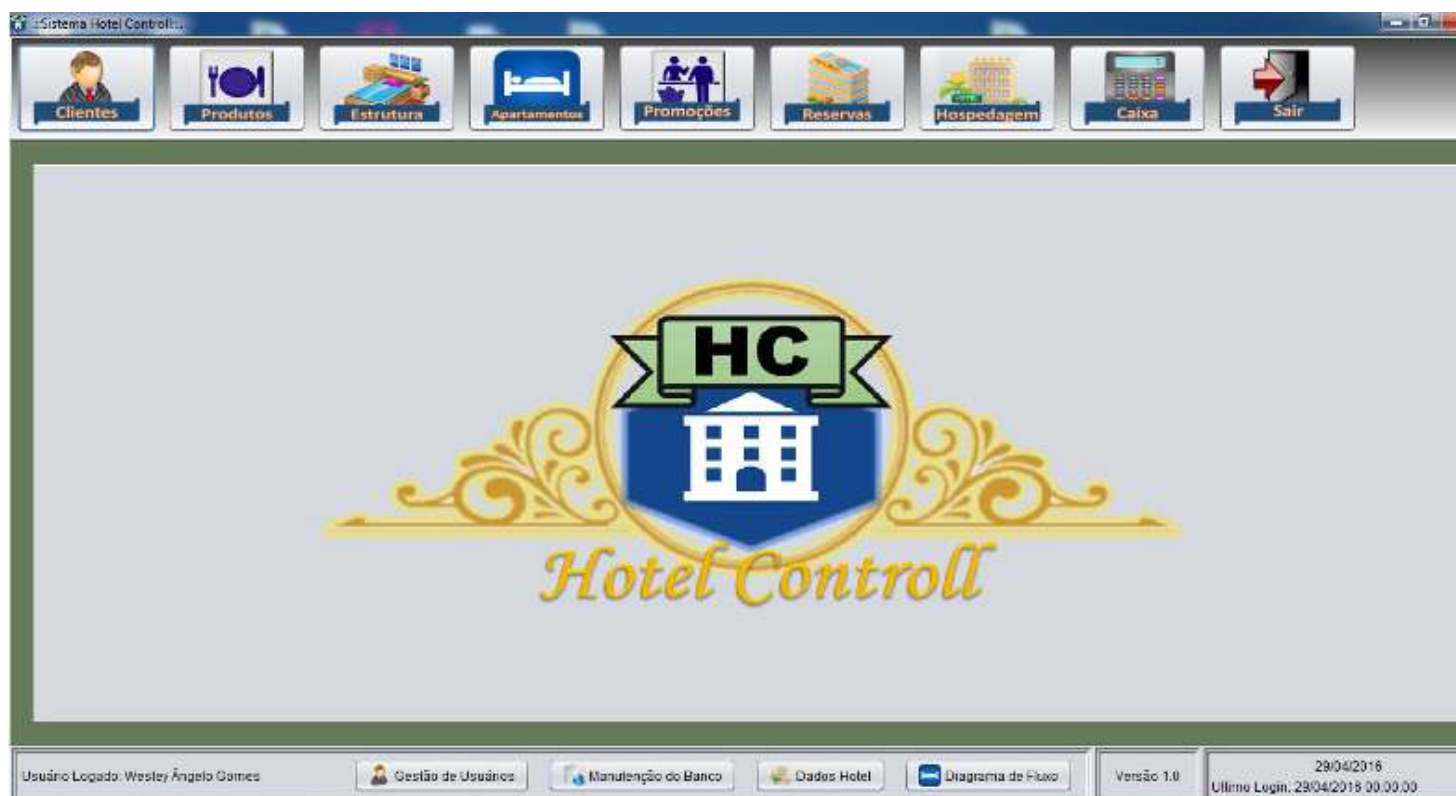 .:Sistema Hotel Controll:.
Clientes
Produtos
Estrutura
Apartamentos
Promoções
Reservas
Hospedagem
Caixa
Sair
HC
Hotel Controll
Usuário Logado: Wesley Ângelo Gomes
Gestão de Usuários
Manutenção do Banco
Dados Hotel
Diagrama de Fluxo
Versão 1.0
29/04/2016
Ultimo Login: 29/04/2016 00:00:00